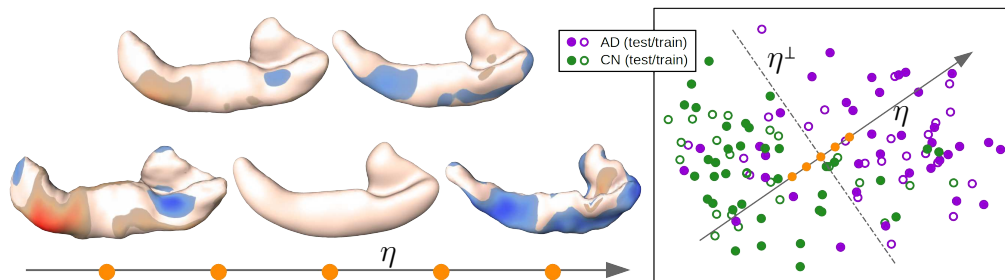 AD (test/train)
CN (test/train)
η⊥
η
η